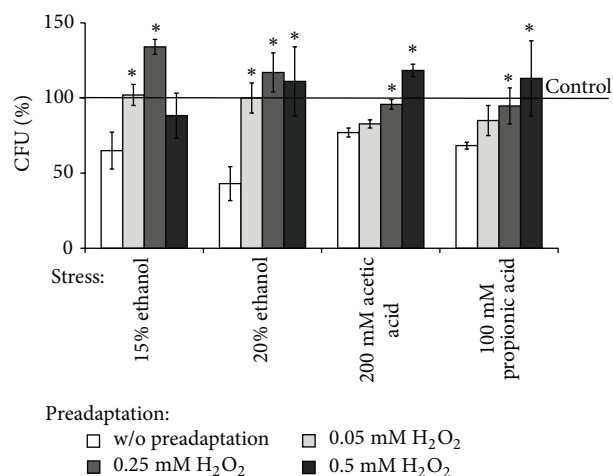 150
*
* * * * * *
100
Control
CFU (%)
50
0
Stress:
15% ethanol
20% ethanol
200 mM acetic
acid
100 mM
propionic acid
Preadaptation:
w/o preadaptation
0.05 mM H₂O₂
0.25 mM H₂O₂
0.5 mM H₂O₂